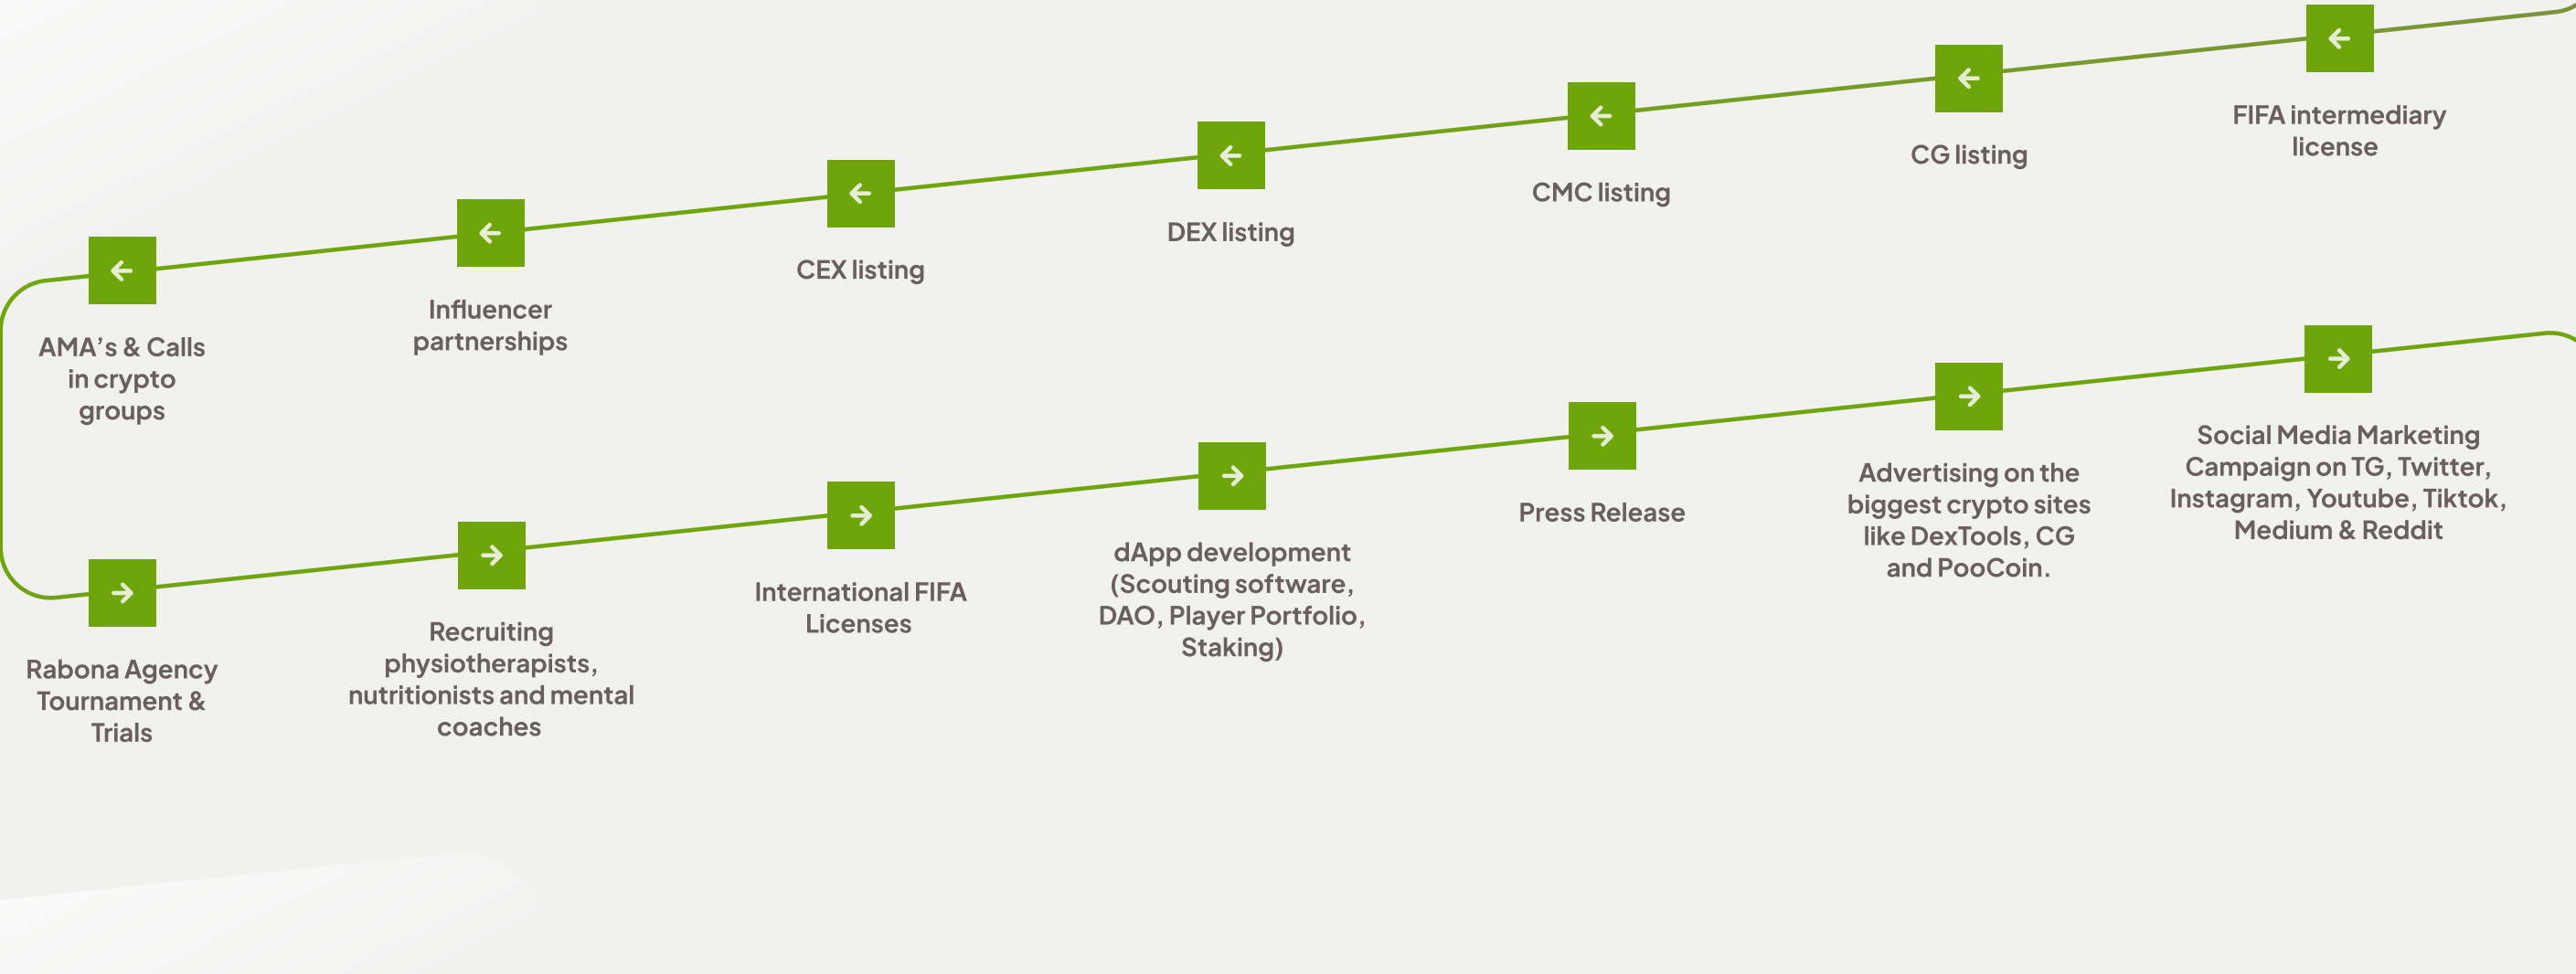 FIFA intermediary
license
CG listing
CMC listing
DEX listing
CEX listing
Influencer
partnerships
AMA’s & Calls
in crypto
groups
Rabona Agency
Tournament &
Trials
Recruiting
physiotherapists,
nutritionists and mental
coaches
International FIFA
Licenses
dApp development
(Scouting software,
DAO, Player Portfolio,
Staking)
Press Release
Advertising on the
biggest crypto sites
like DexTools, CG
and PooCoin.
Social Media Marketing
Campaign on TG, Twitter,
Instagram, Youtube, Tiktok,
Medium & Reddit